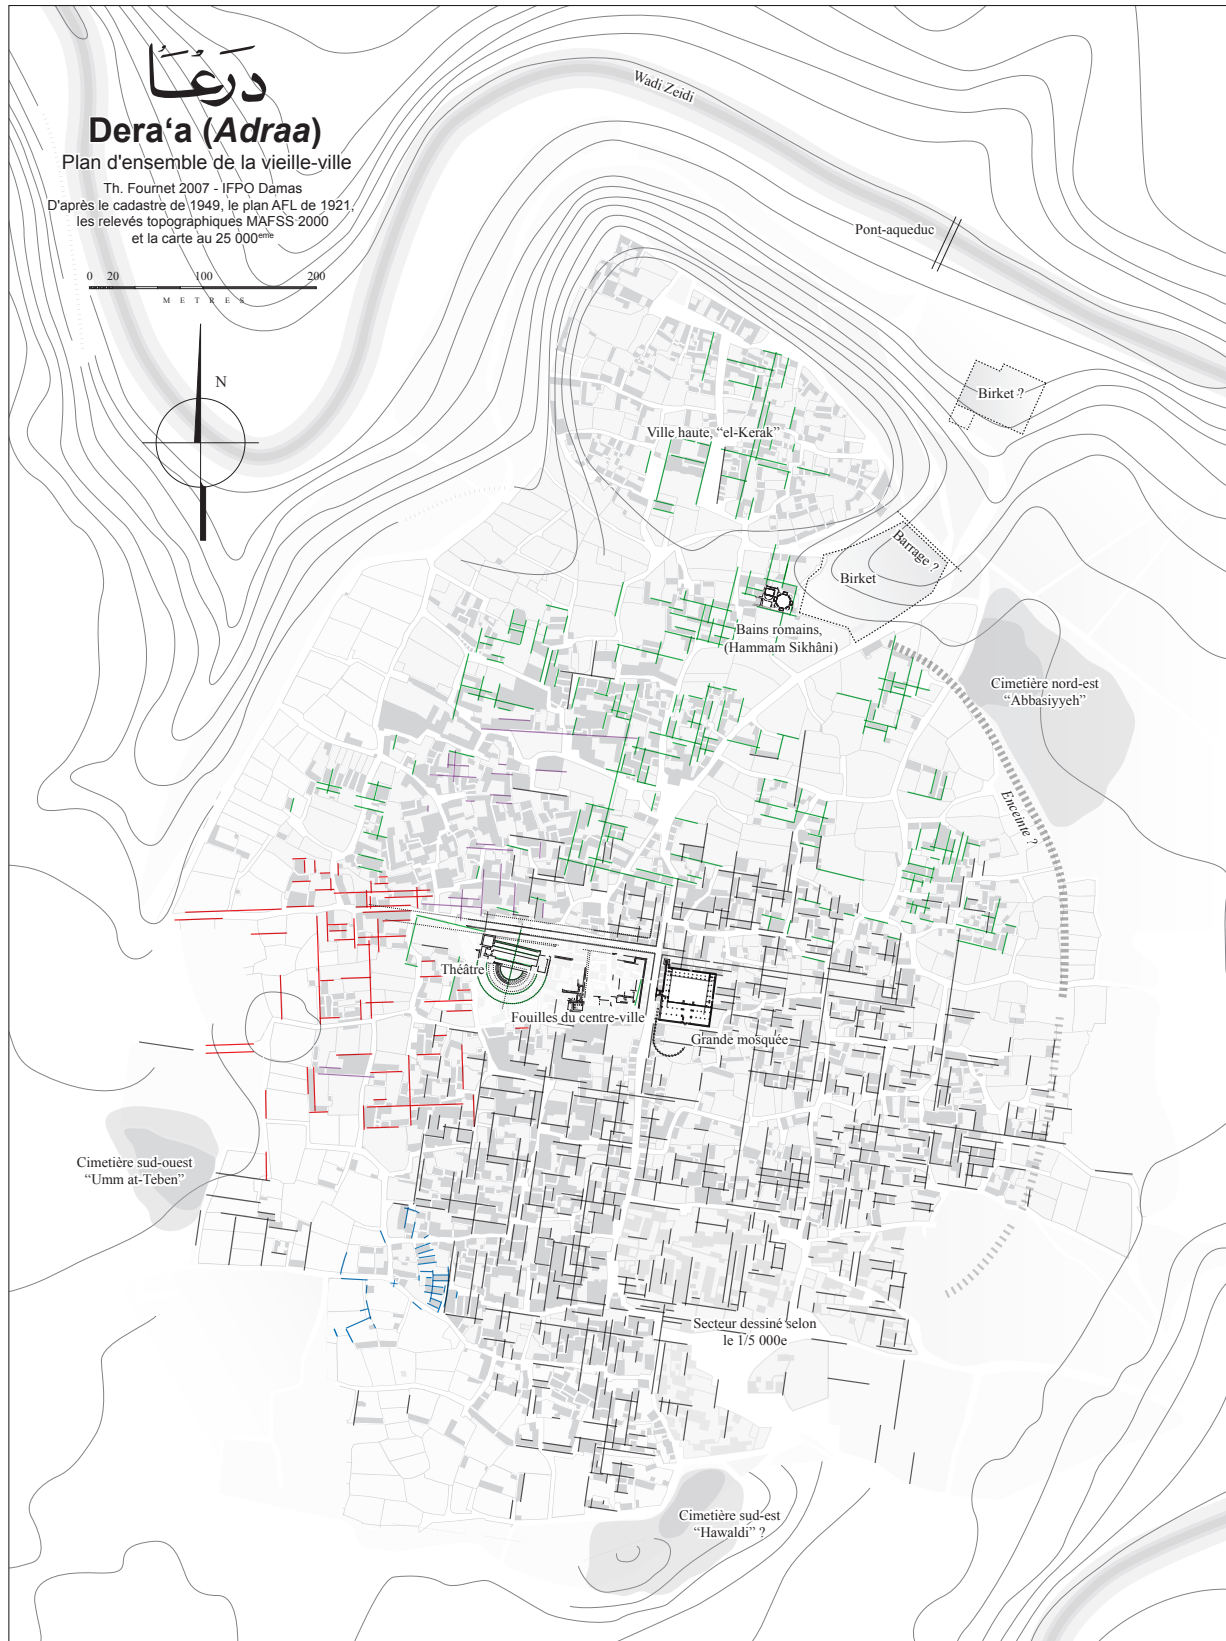 درعا
Dera‘a (Adraa)
Plan d'ensemble de la vieille-ville
Th. Fournet 2007 - IFPO Damas
D'après le cadastre de 1949, le plan AFL de 1921,
les relevés topographiques MAFSS 2000
et la carte au 25 000eme
0 20 100 200
METRES
N
Wadi Zeidi
Pont-aqueduc
Birket ?
Ville haute, “el-Kerak”
Barrage ?
Birket
Bains romains,
(Hammam Sikhâni)
Cimetière nord-est
“Abbasiyyeh”
Enceinte ?
Théâtre
Fouilles du centre-ville
Grande mosquée
Cimetière sud-ouest
“Umm at-Teben”
Secteur dessiné selon
le 1/5 000e
Cimetière sud-est
“Hawaldi” ?